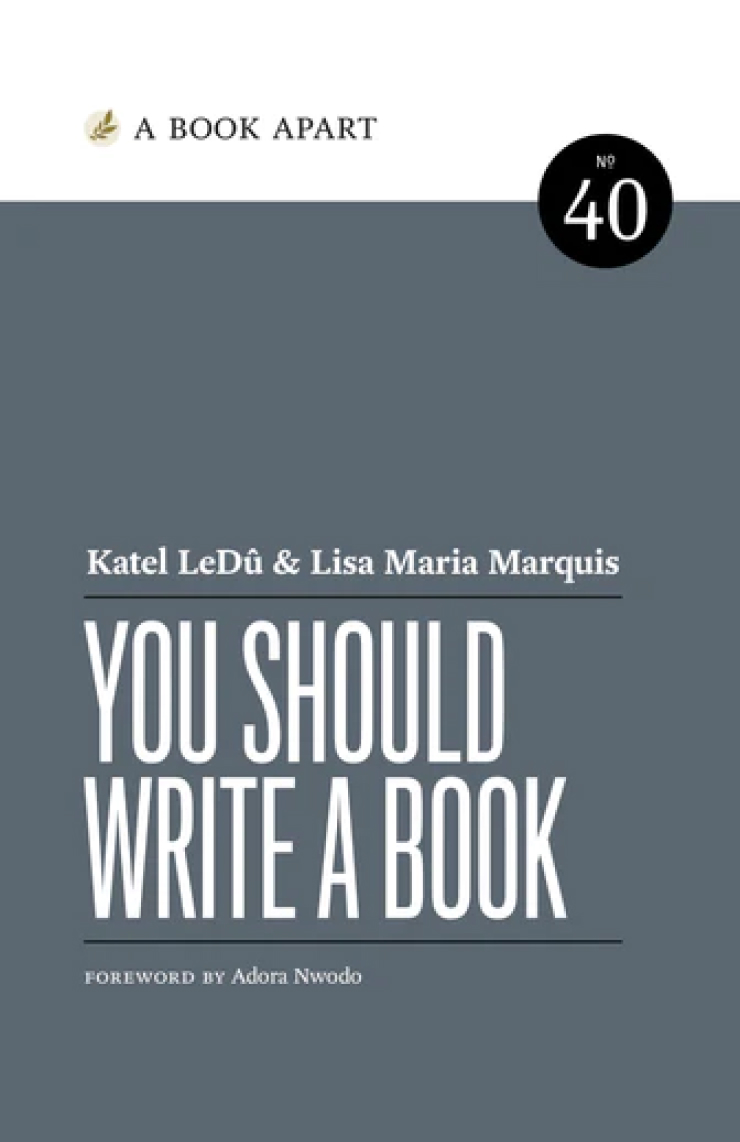 A BOOK APART
Nº
40
Katel LeDû & Lisa Maria Marquis
YOU SHOULD
WRITE A BOOK
FOREWORD BY Adora Nwodo